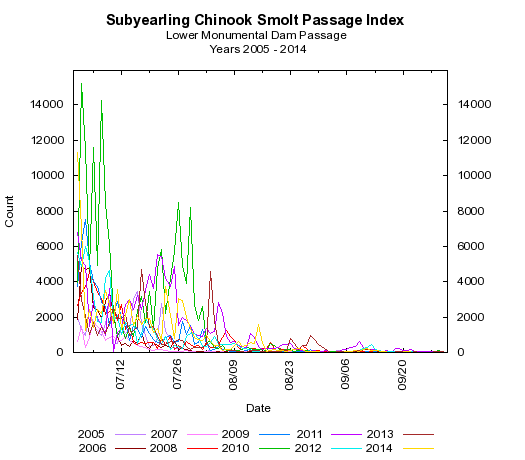 Subyearling Chinook Smolt Passage Index
Lower Monumental Dam Passage
Years 2005 - 2014
14000 14000
12000 12000
10000 10000
8000 8000
6000 6000
4000 4000
2000 2000
0 0
Count
07/12 07/26 08/09 08/23 09/06 09/20
Date
2005 2007 2009 2011 2013
2006 2008 2010 2012 2014